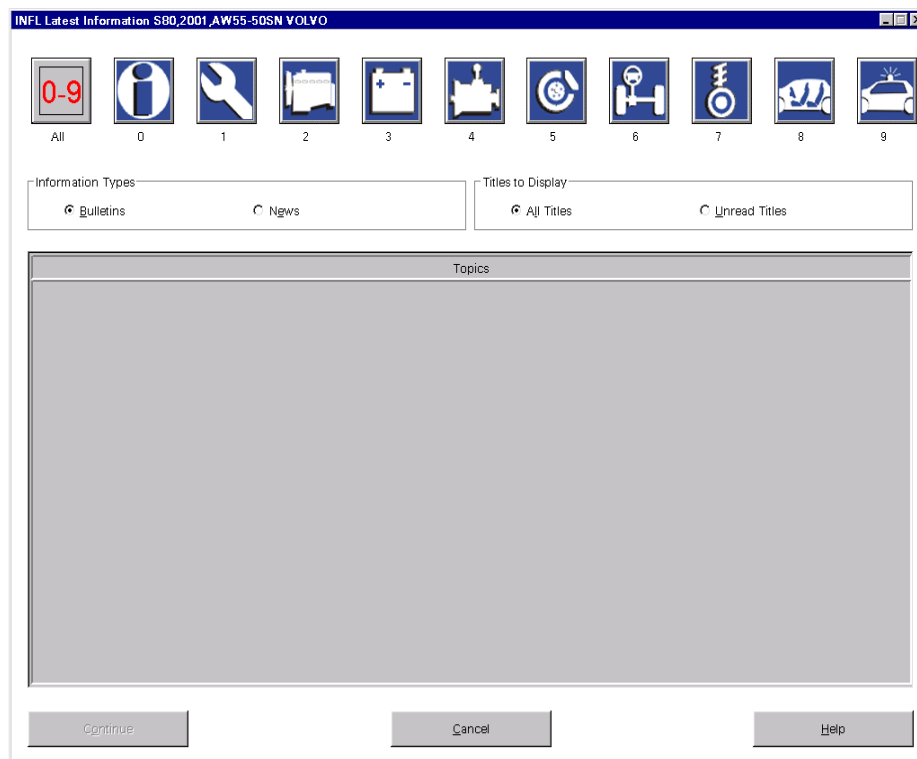 INFL Latest Information S80,2001,AW55-50SN VOLVO
0-9
All 0 1 2 3 4 5 6 7 8 9
Information Types Titles to Display
Bulletins News All Titles Unread Titles
Topics
Continue Cancel Help